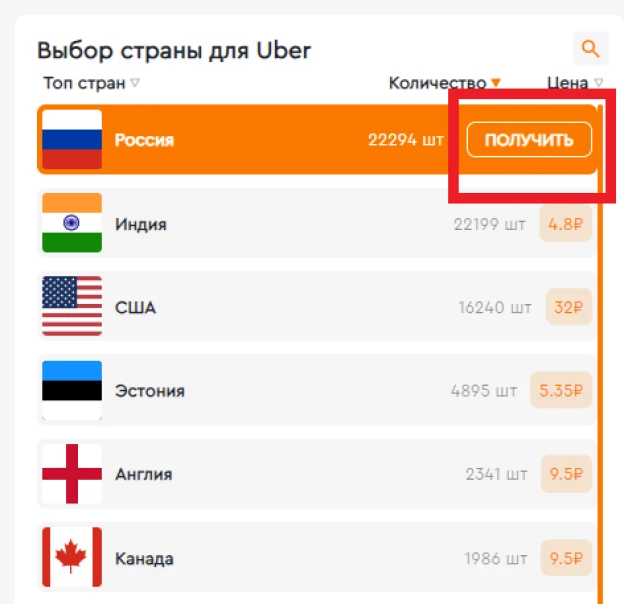 Выбор страны для Uber
Топ стран Количество Цена
Россия 22294 шт ПОЛУЧИТЬ
Индия 22199 шт 4.8₽
США 16240 шт 32₽
Эстония 4895 шт 5.35₽
Англия 2341 шт 9.5₽
Канада 1986 шт 9.5₽